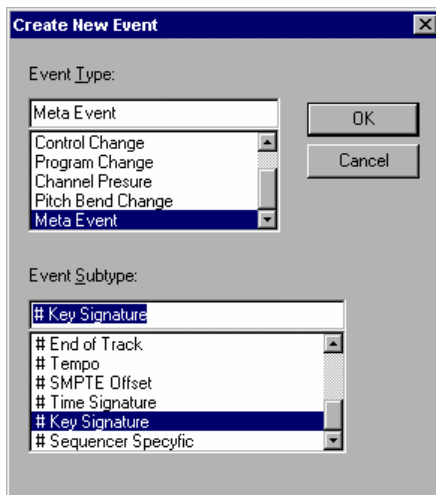 Create New Event
Event Type:
Meta Event
OK
Control Change
Program Change
Channel Presure
Pitch Bend Change
Meta Event
Cancel
Event Subtype:
# Key Signature
# End of Track
# Tempo
# SMPTE Offset
# Time Signature
# Key Signature
# Sequencer Specyfic